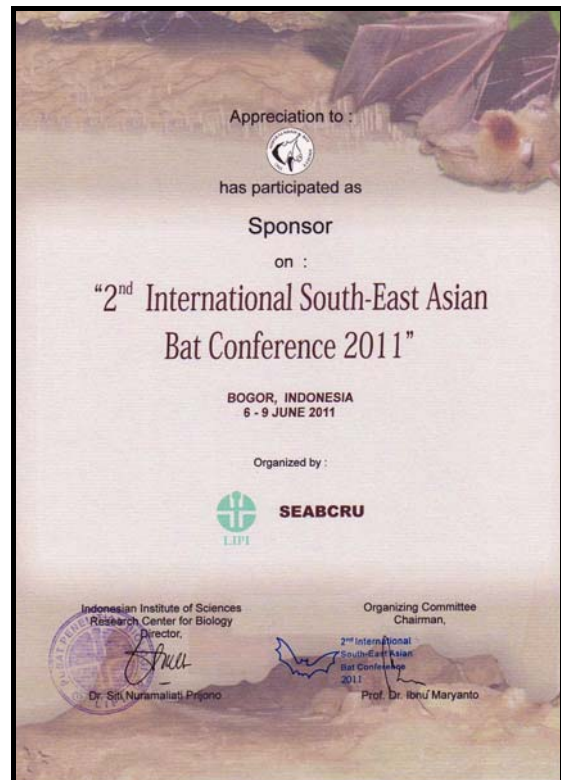 Appreciation to :
has participated as
Sponsor
on :
“2nd International South-East Asian
Bat Conference 2011”
BOGOR, INDONESIA
6 - 9 JUNE 2011
Organized by :
LIPI
SEABCRU
Indonesian Institute of Sciences
Research Center for Biology
Director,
Dr. Siti Nuramaliati Prijono
LIPI
Organizing Committee
Chairman,
2nd International
South-East Asian
Bat Conference
2011
Prof. Dr. Ibnu Maryanto